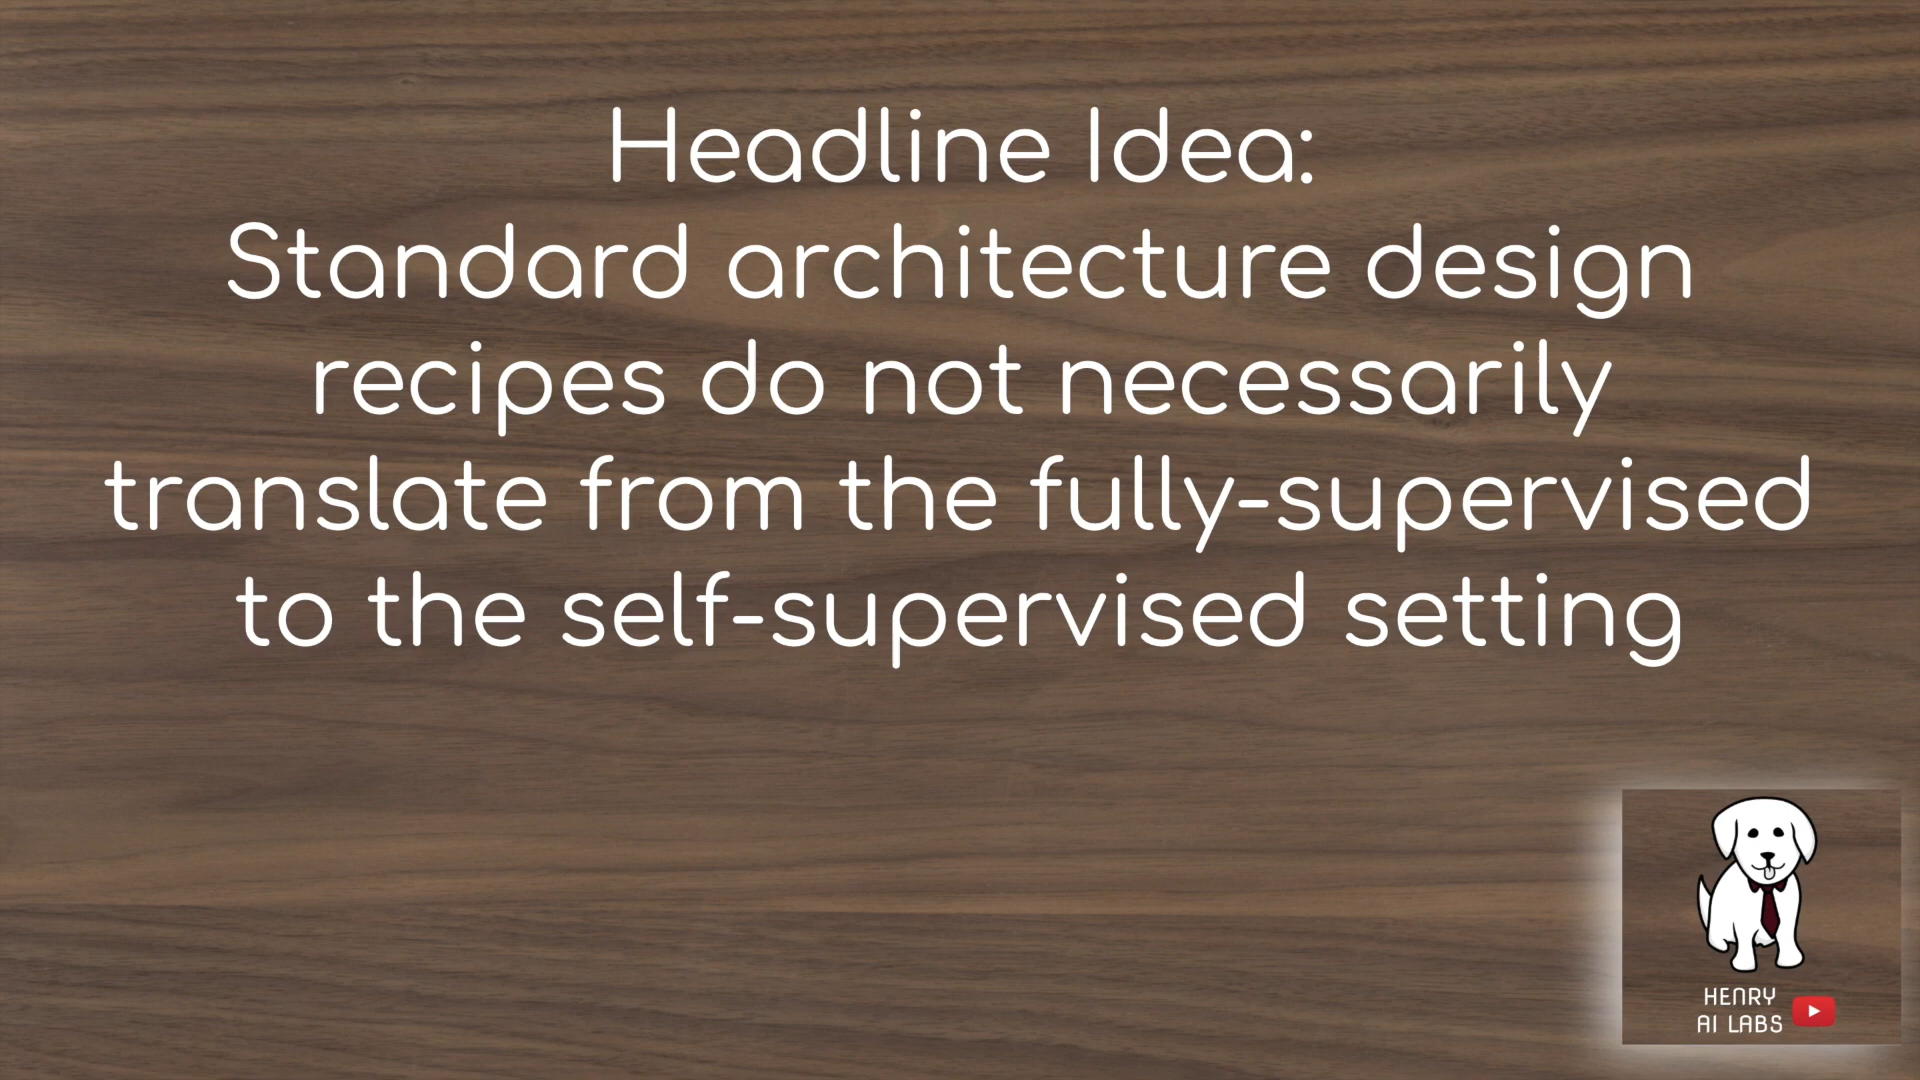 Headline Idea:
Standard architecture design
recipes do not necessarily
translate from the fully-supervised
to the self-supervised setting
HENRY
AI LABS